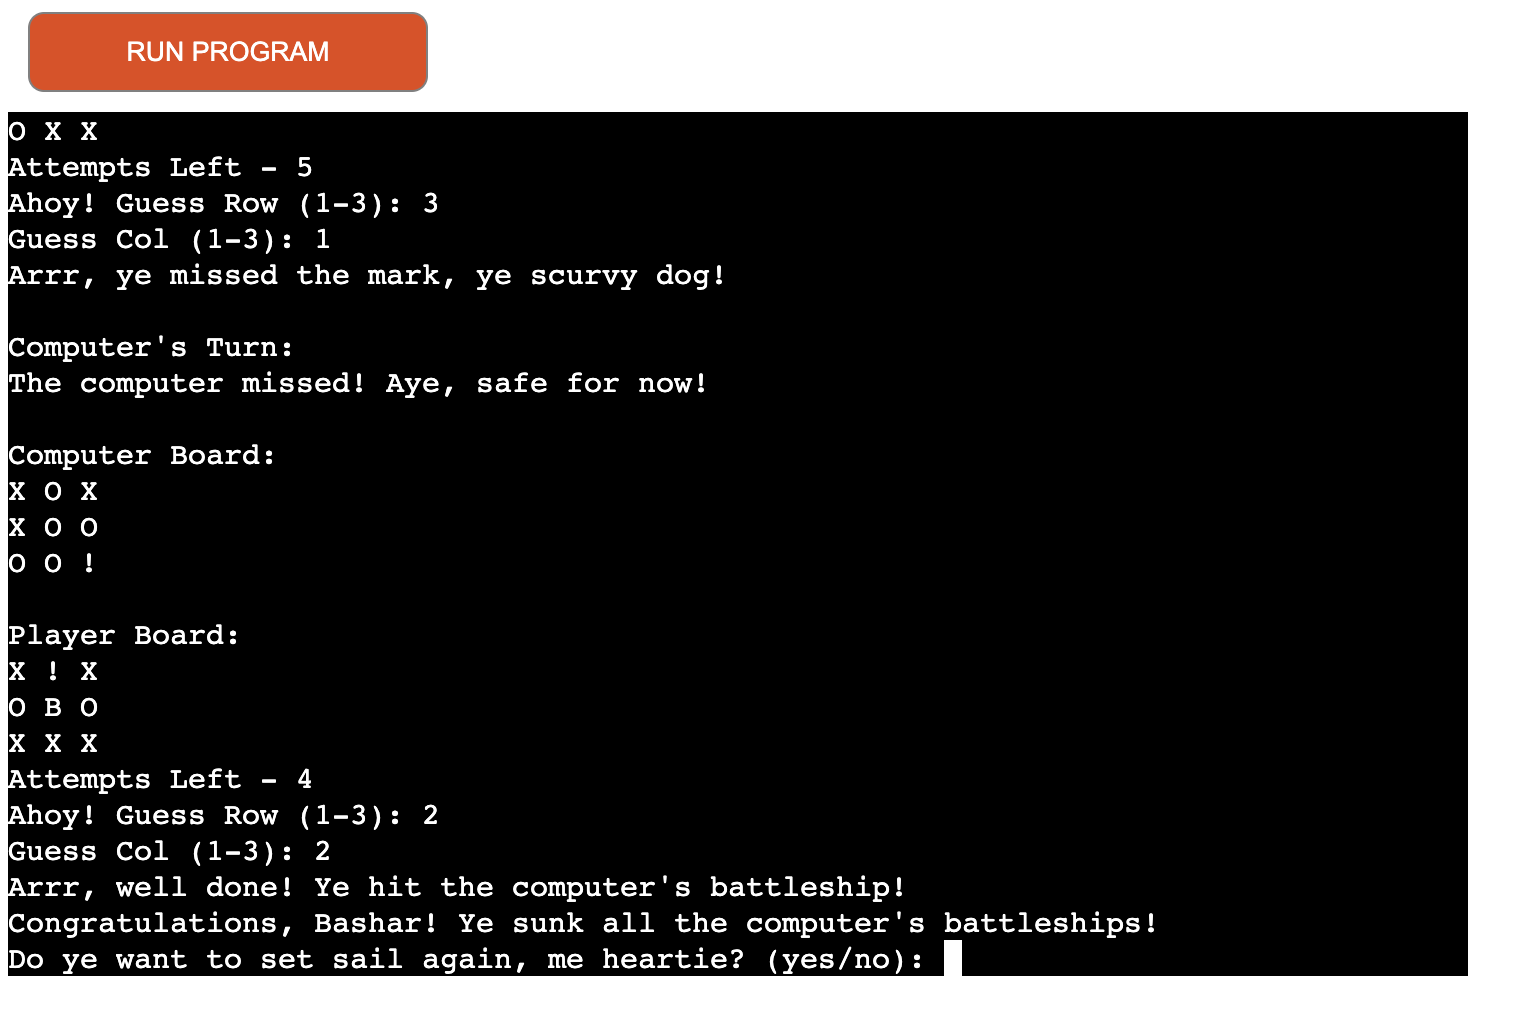 RUN PROGRAM
O X X
Attempts Left - 5
Ahoy! Guess Row (1-3): 3
Guess Col (1-3): 1
Arrr, ye missed the mark, ye scurvy dog!
Computer's Turn:
The computer missed! Aye, safe for now!
Computer Board:
X O X
X O O
O O !
Player Board:
X ! X
O B O
X X X
Attempts Left - 4
Ahoy! Guess Row (1-3): 2
Guess Col (1-3): 2
Arrr, well done! Ye hit the computer's battleship!
Congratulations, Bashar! Ye sunk all the computer's battleships!
Do ye want to set sail again, me heartie? (yes/no):